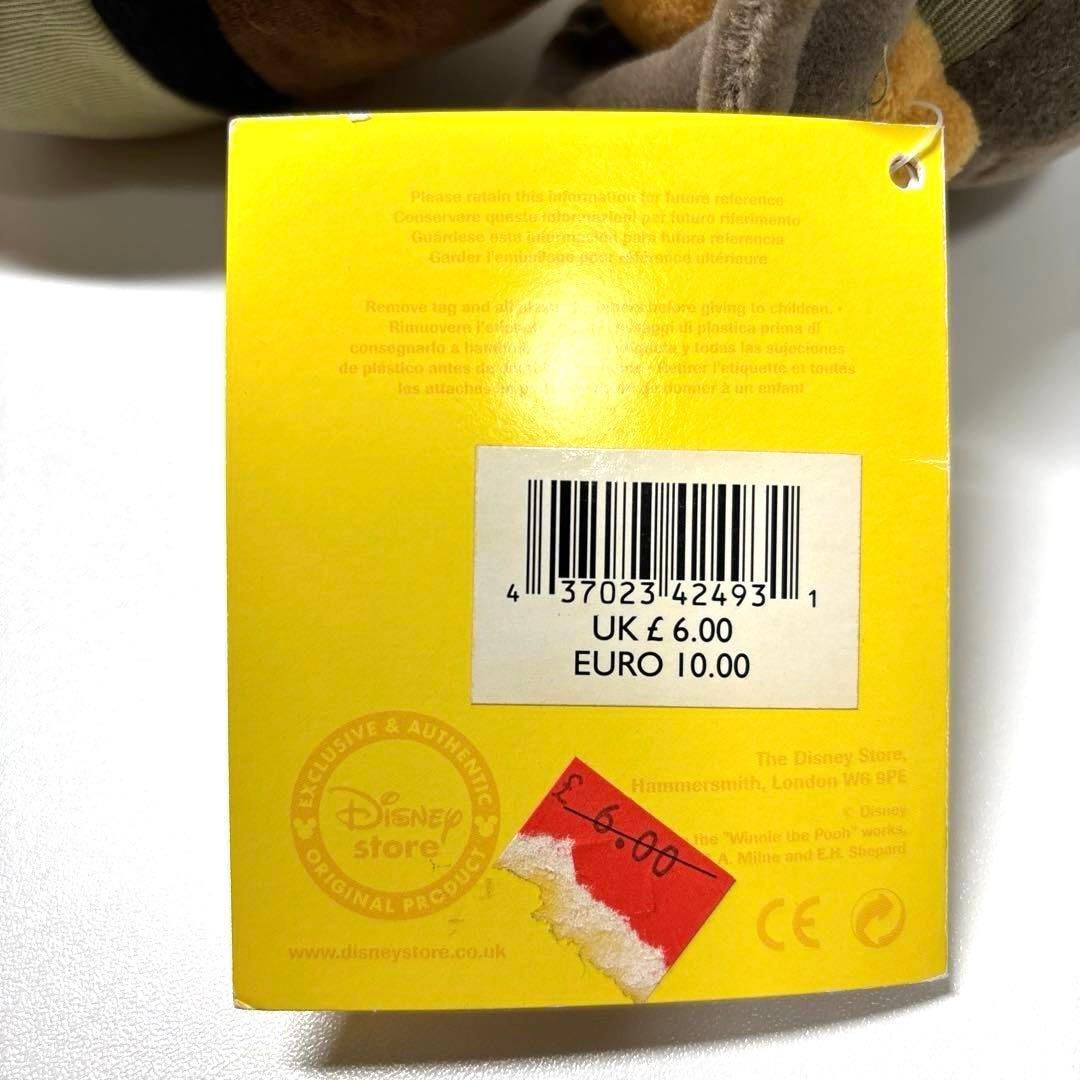 Please retain this information for future reference
Conservare queste informazioni per futuro riferimento
Guárdese esta información para futura referencia
Garder l'emballage pour référence ultérieure
Remove tag and all before giving to children. •
Rimuovere di plastica prima di
consegnarlo a y todas las sujeciones
de plástico antes de Retirer l'etiquette et toutes
les attaches donner à un enfant
4 37023 42493 1
UK £ 6.00
EURO 10.00
EXCLUSIVE & AUTHENTIC
Disney
store
ORIGINAL PRODUCT
www.disneystore.co.uk
£ 6.00
The Disney Store,
Hammersmith, London W6 9PE
© Disney
the "Winnie the Pooh" works,
A. Milne and E.H. Shepard
CE